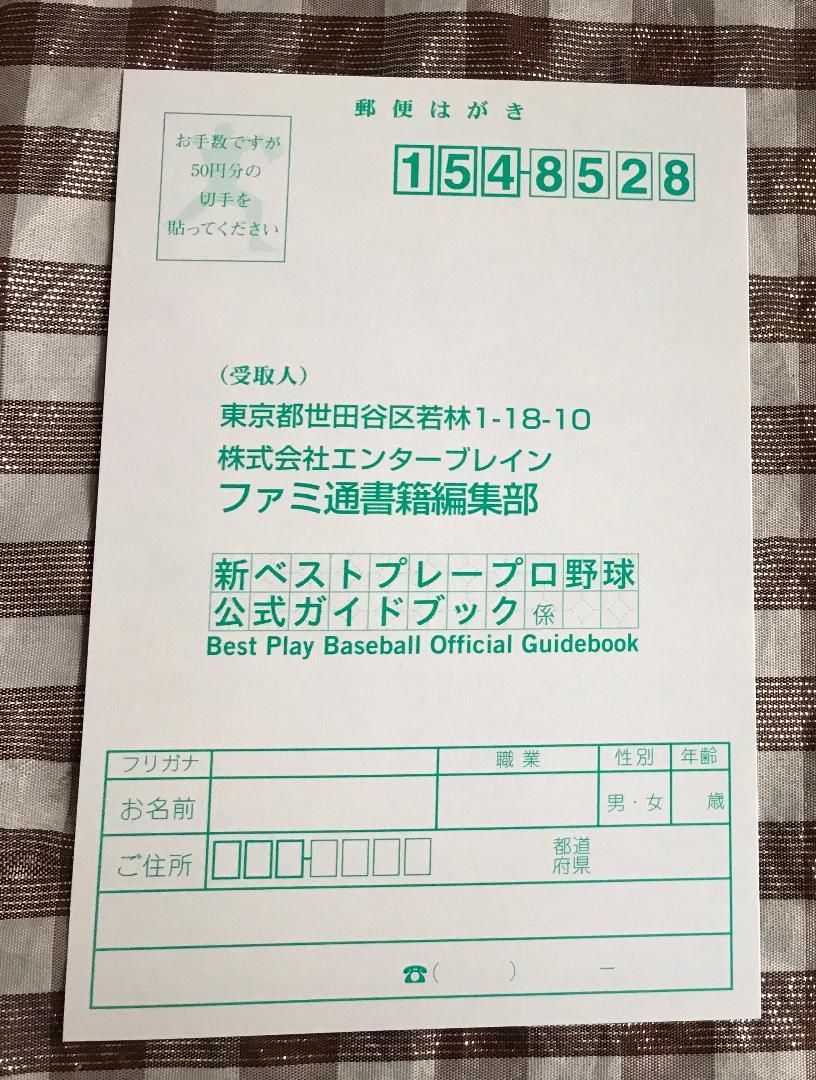 郵便はがき
お手数ですが
50円分の
切手を
貼ってください
154-8528
（受取人）
東京都世田谷区若林1-18-10
株式会社エンターブレイン
ファミ通書籍編集部
新ベストプレープロ野球
公式ガイドブック係
Best Play Baseball Official Guidebook
フリガナ 職業 性別 年齢
お名前 男・女 歳
ご住所 都道
府県
☎（ ） －